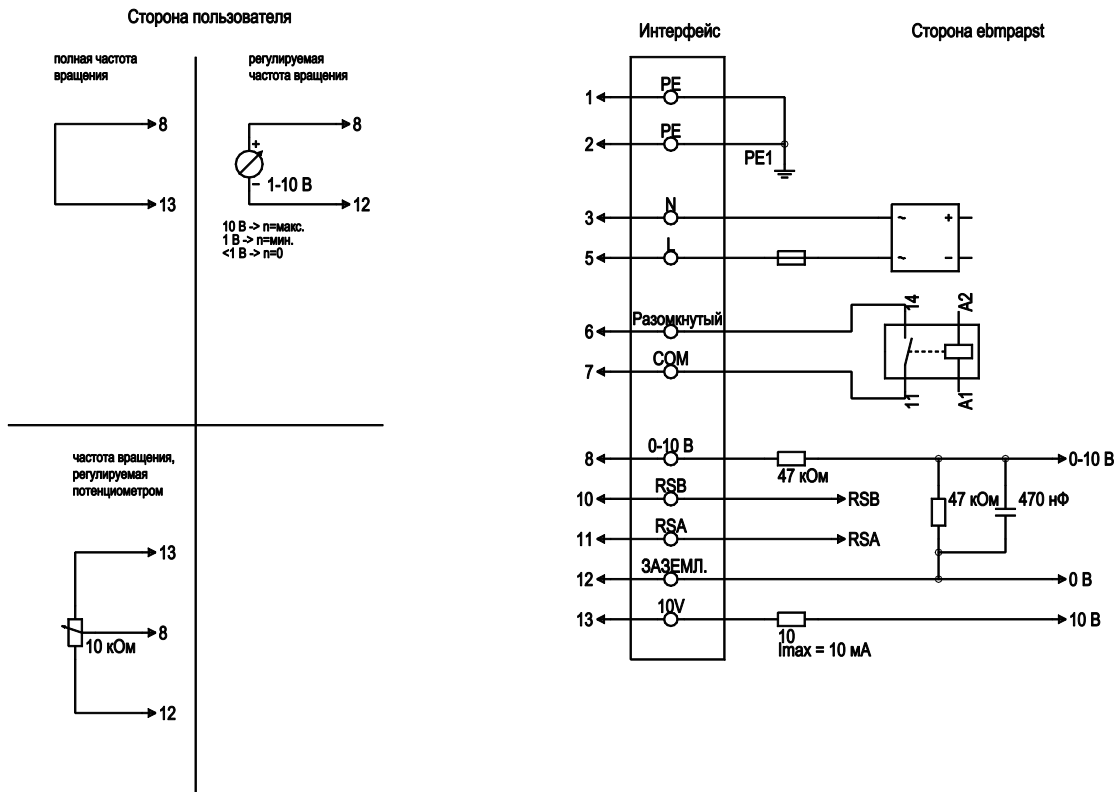 Сторона пользователя
полная частота
вращения
8
13
регулируемая
частота вращения
8
+
–
1-10 В
12
10 В -> n=макс.
1 В -> n=мин.
<1 В -> n=0
частота вращения,
регулируемая
потенциометром
13
8
10 кОм
12
Интерфейс
Сторона ebmpapst
1
PE
2
PE
PE1
3
N
~
+
5
L
~
–
6
Разомкнутый
14
A2
7
COM
11
A1
8
0-10 В
47 кОм
0-10 В
10
RSB
RSB
47 кОм
470 нФ
11
RSA
RSA
12
ЗАЗЕМЛ.
0 В
13
10V
10
Imax = 10 мА
10 В